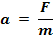 a = F/m